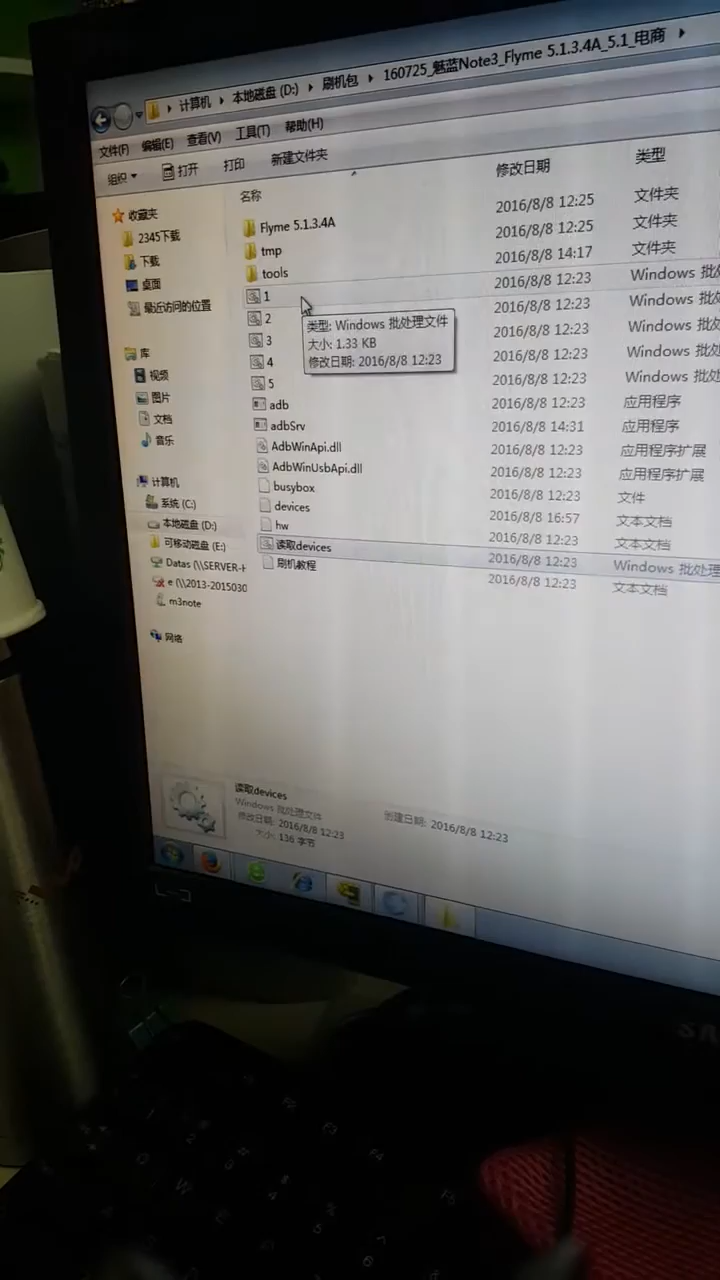 计算机 ▸ 本地磁盘 (D:) ▸ 刷机包 ▸ 160725_魅蓝Note3_Flyme 5.1.3.4A_5.1_电商 ▸
文件(F) 编辑(E) 查看(V) 工具(T) 帮助(H)
组织 打开 打印 新建文件夹
名称 修改日期 类型
收藏夹
2345下载
下载
桌面
最近访问的位置
库
视频
图片
文档
音乐
计算机
系统 (C:)
本地磁盘 (D:)
可移动磁盘 (E:)
Datas (\\SERVER-H
e (\\2013-2015030
m3note
网络
Flyme 5.1.3.4A 2016/8/8 12:25 文件夹
tmp 2016/8/8 12:25 文件夹
tools 2016/8/8 14:17 文件夹
1 2016/8/8 12:23 Windows 批处
2 2016/8/8 12:23 Windows 批处
3 2016/8/8 12:23 Windows 批处
4 2016/8/8 12:23 Windows 批处
5 2016/8/8 12:23 Windows 批处
adb 2016/8/8 12:23 应用程序
adbSrv 2016/8/8 14:31 应用程序
AdbWinApi.dll 2016/8/8 12:23 应用程序扩展
AdbWinUsbApi.dll 2016/8/8 12:23 应用程序扩展
busybox 2016/8/8 12:23 文件
devices 2016/8/8 16:57 文本文档
hw 2016/8/8 12:23 文本文档
读取devices 2016/8/8 12:23 Windows 批处理
刷机教程 2016/8/8 12:23 文本文档
类型: Windows 批处理文件
大小: 1.33 KB
修改日期: 2016/8/8 12:23
读取devices
Windows 批处理文件
修改日期: 2016/8/8 12:23 创建日期: 2016/8/8 12:23
大小: 136 字节